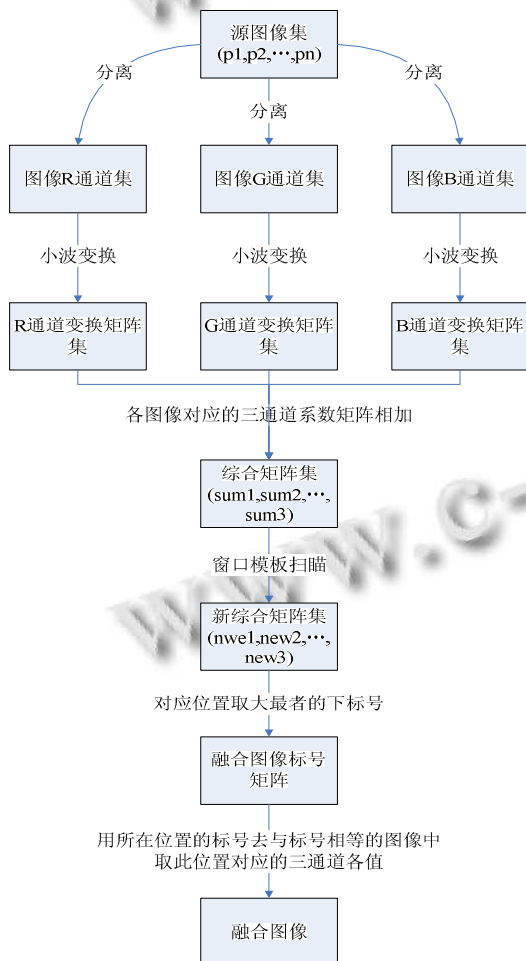 源图像集
(p1,p2,…,pn)
分离
分离
分离
图像R通道集
图像G通道集
图像B通道集
小波变换
小波变换
小波变换
R通道变换矩阵
集
G通道变换矩阵
集
B通道变换矩阵
集
各图像对应的三通道系数矩阵相加
综合矩阵集
(sum1,sum2,…,
sum3)
窗口模板扫瞄
新综合矩阵集
(nwe1,new2,…,
new3)
对应位置取大最者的下标号
融合图像标号
矩阵
用所在位置的标号去与标号相等的图像中
取此位置对应的三通道各值
融合图像
www.c-